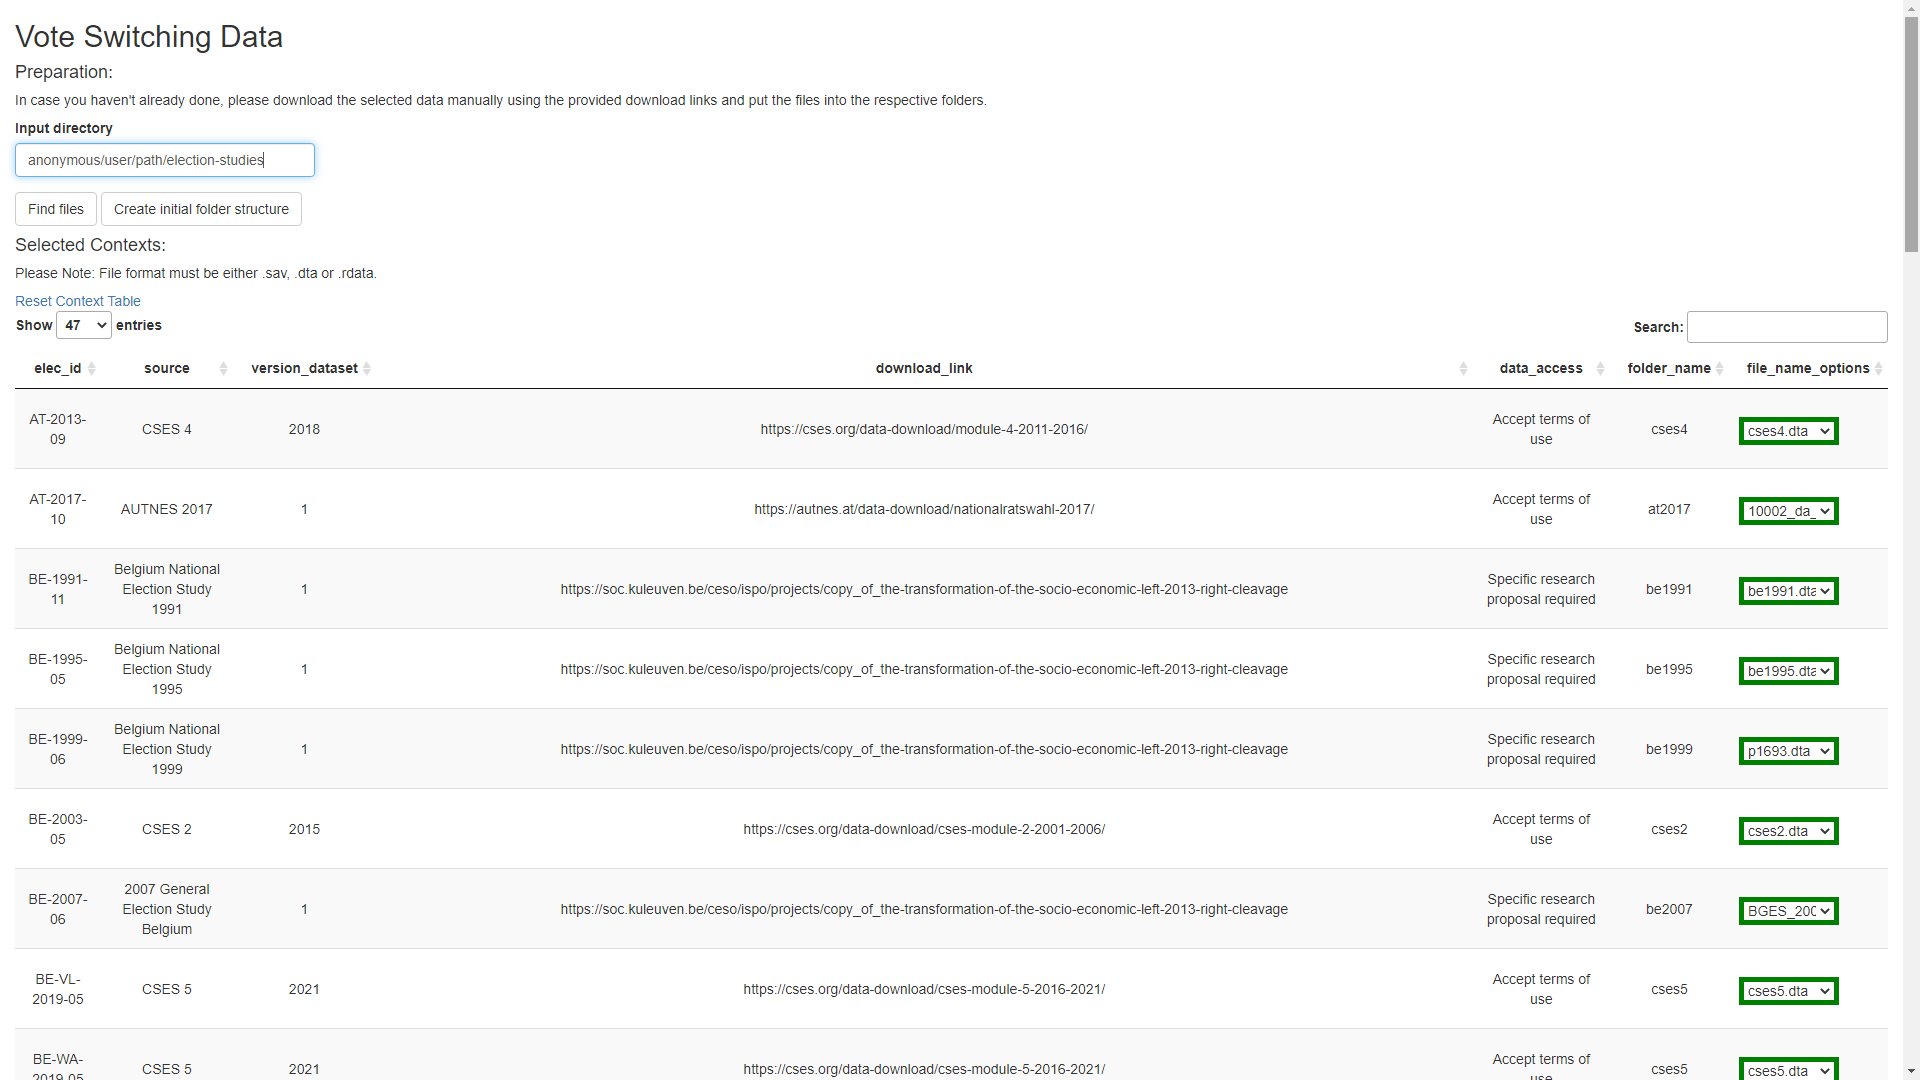 Vote Switching Data
Preparation:
In case you haven't already done, please download the selected data manually using the provided download links and put the files into the respective folders.
Input directory
anonymous/user/path/election-studies
Find files Create initial folder structure
Selected Contexts:
Please Note: File format must be either .sav, .dta or .rdata.
Reset Context Table
Show 47 entries Search:
elec_id source version_dataset download_link data_access folder_name file_name_options
AT-2013-09 CSES 4 2018 https://cses.org/data-download/module-4-2011-2016/ Accept terms of use cses4 cses4.dta
AT-2017-10 AUTNES 2017 1 https://autnes.at/data-download/nationalratswahl-2017/ Accept terms of use at2017 10002_da_
BE-1991-11 Belgium National Election Study 1991 1 https://soc.kuleuven.be/ceso/ispo/projects/copy_of_the-transformation-of-the-socio-economic-left-2013-right-cleavage Specific research proposal required be1991 be1991.dta
BE-1995-05 Belgium National Election Study 1995 1 https://soc.kuleuven.be/ceso/ispo/projects/copy_of_the-transformation-of-the-socio-economic-left-2013-right-cleavage Specific research proposal required be1995 be1995.dta
BE-1999-06 Belgium National Election Study 1999 1 https://soc.kuleuven.be/ceso/ispo/projects/copy_of_the-transformation-of-the-socio-economic-left-2013-right-cleavage Specific research proposal required be1999 p1693.dta
BE-2003-05 CSES 2 2015 https://cses.org/data-download/cses-module-2-2001-2006/ Accept terms of use cses2 cses2.dta
BE-2007-06 2007 General Election Study Belgium 1 https://soc.kuleuven.be/ceso/ispo/projects/copy_of_the-transformation-of-the-socio-economic-left-2013-right-cleavage Specific research proposal required be2007 BGES_200
BE-VL-2019-05 CSES 5 2021 https://cses.org/data-download/cses-module-5-2016-2021/ Accept terms of use cses5 cses5.dta
BE-WA-2019-05 CSES 5 2021 https://cses.org/data-download/cses-module-5-2016-2021/ Accept terms of use cses5 cses5.dta